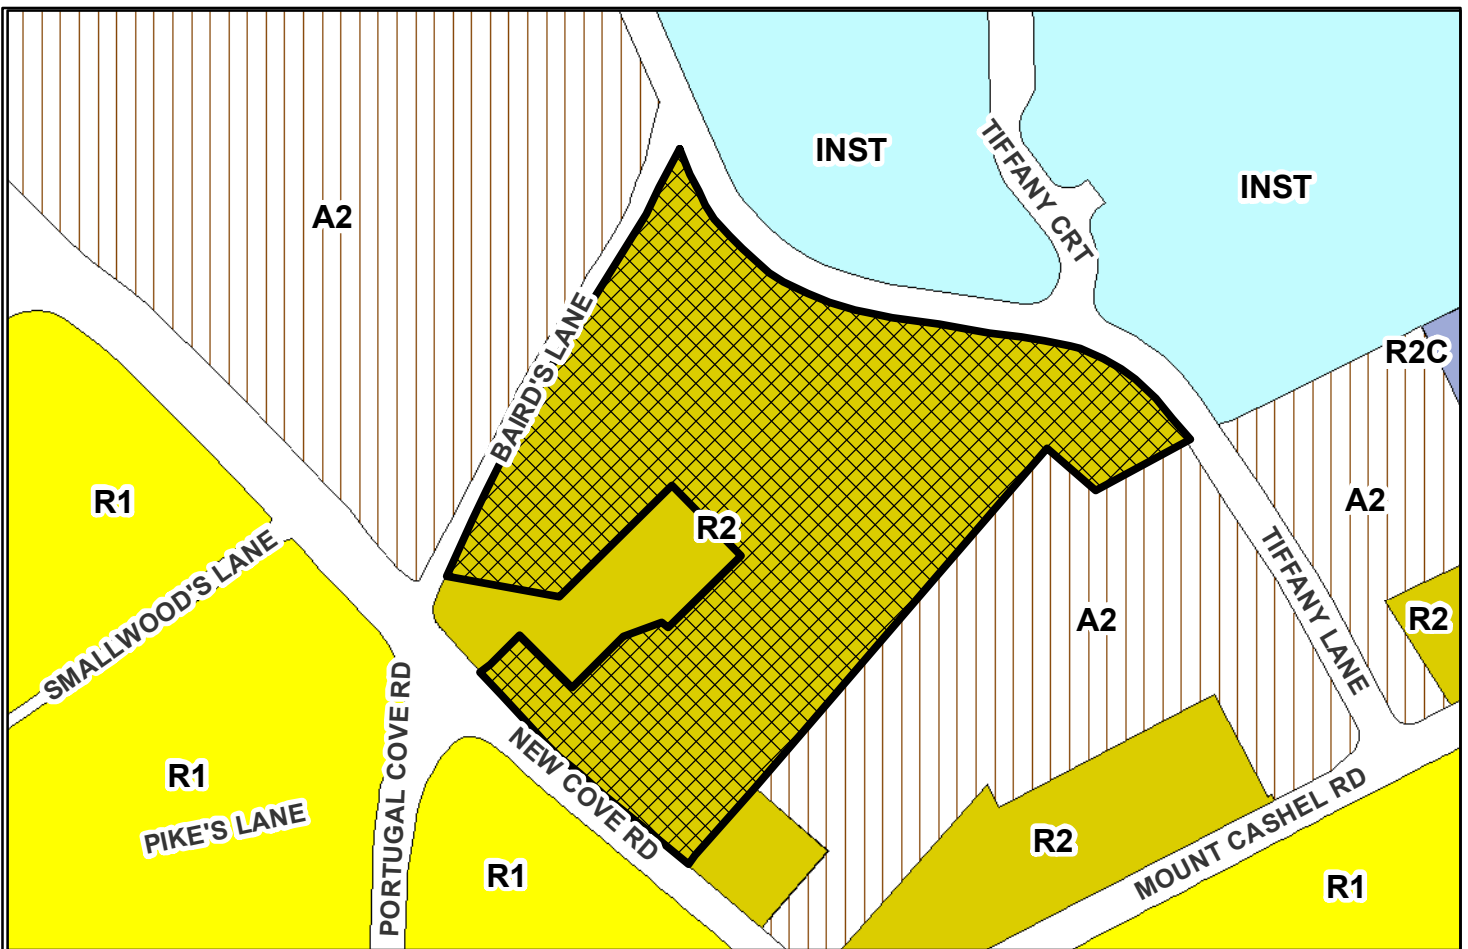 INST
TIFFANY CRT
INST
A2
BAIRD'S LANE
R2C
R1
A2
R2
SMALLWOOD'S LANE
TIFFANY LANE
A2
R2
PORTUGAL COVE RD
NEW COVE RD
R1
PIKE'S LANE
R2
MOUNT CASHEL RD
R1
R1